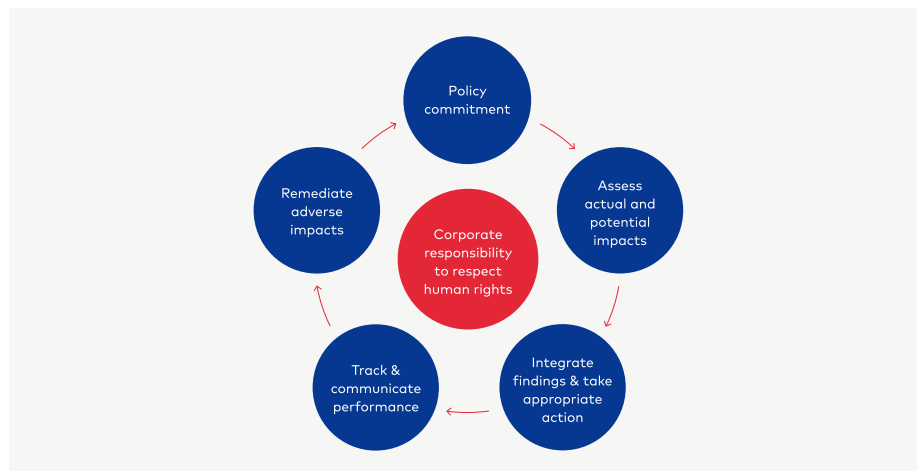 Policy
commitment
Assess
actual and
potential
impacts
Integrate
findings & take
appropriate
action
Track &
communicate
performance
Remediate
adverse
impacts
Corporate
responsibility
to respect
human rights